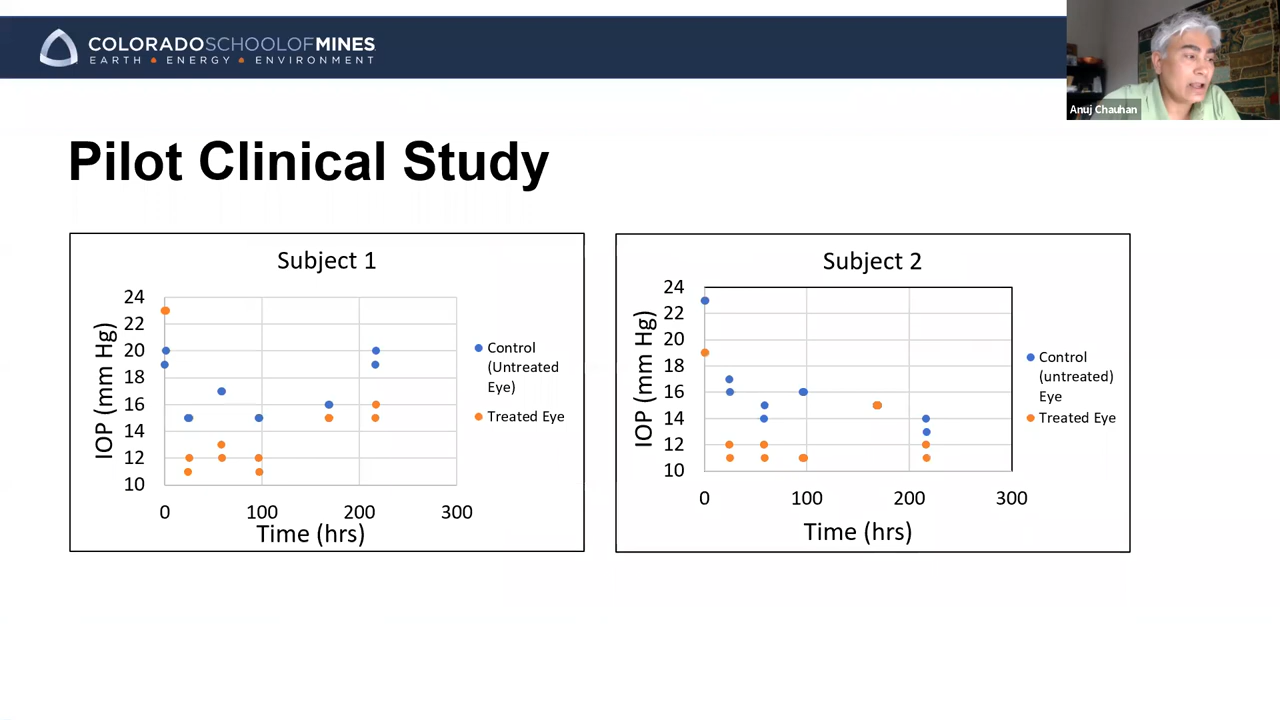 COLORADOSCHOOLOFMINES
EARTH • ENERGY • ENVIRONMENT
Anuj Chauhan
Pilot Clinical Study
Subject 1
IOP (mm Hg)
24
22
20
18
16
14
12
10
0 100 200 300
Time (hrs)
Control
(Untreated
Eye)
Treated Eye
Subject 2
IOP (mm Hg)
24
22
20
18
16
14
12
10
0 100 200 300
Time (hrs)
Control
(untreated)
Eye
Treated Eye